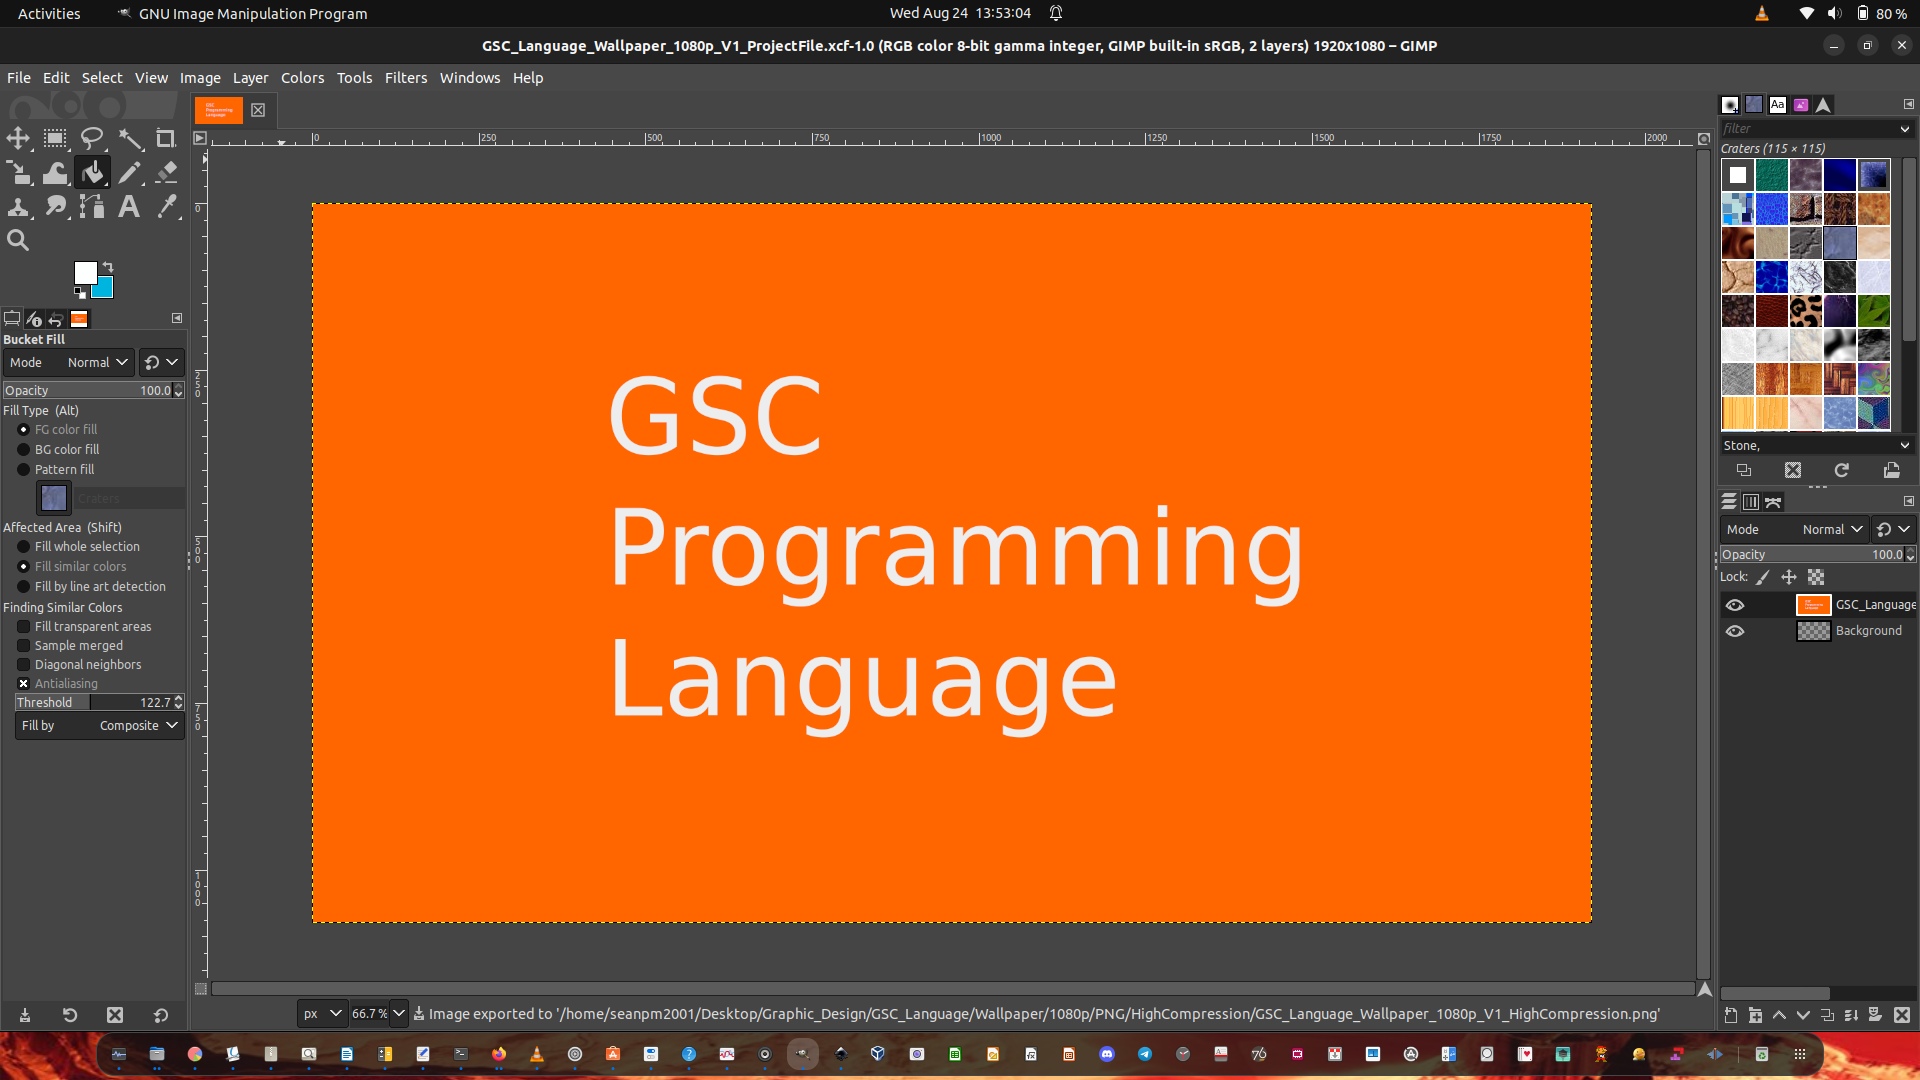 Activities
GNU Image Manipulation Program
Wed Aug 24 13:53:04
80 %
GSC_Language_Wallpaper_1080p_V1_ProjectFile.xcf-1.0 (RGB color 8-bit gamma integer, GIMP built-in sRGB, 2 layers) 1920x1080 – GIMP
File Edit Select View Image Layer Colors Tools Filters Windows Help
0 250 500 750 1000 1250 1500 1750 2000
0
250
500
750
1000
Bucket Fill
Mode Normal
Opacity 100.0
Fill Type (Alt)
FG color fill
BG color fill
Pattern fill
Craters
Affected Area (Shift)
Fill whole selection
Fill similar colors
Fill by line art detection
Finding Similar Colors
Fill transparent areas
Sample merged
Diagonal neighbors
Antialiasing
Threshold 122.7
Fill by Composite
GSC
Programming
Language
Aa
filter
Craters (115 × 115)
Stone,
Mode Normal
Opacity 100.0
Lock:
GSC_Language
Background
px 66.7 % Image exported to '/home/seanpm2001/Desktop/Graphic_Design/GSC_Language/Wallpaper/1080p/PNG/HighCompression/GSC_Language_Wallpaper_1080p_V1_HighCompression.png'